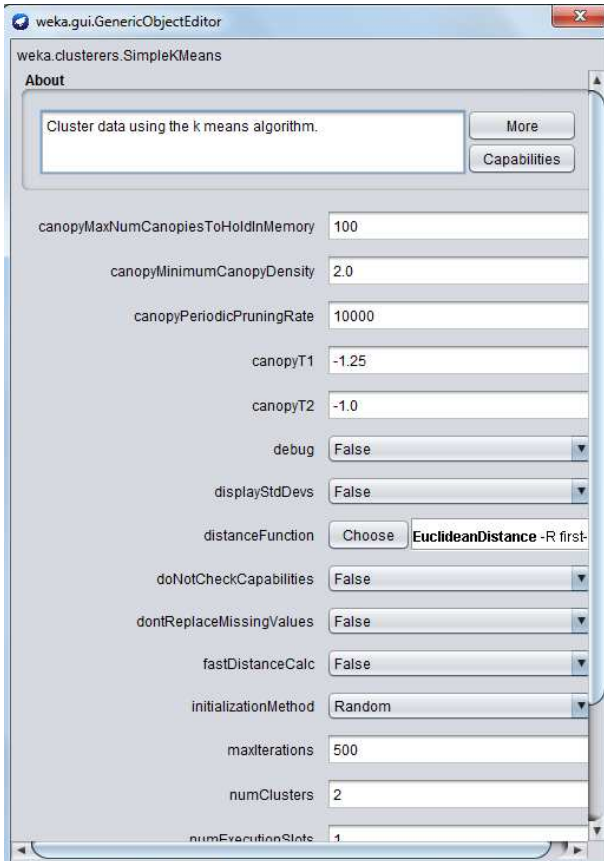 weka.gui.GenericObjectEditor
weka.clusterers.SimpleKMeans
About
Cluster data using the k means algorithm.
More
Capabilities
canopyMaxNumCanopiesToHoldInMemory 100
canopyMinimumCanopyDensity 2.0
canopyPeriodicPruningRate 10000
canopyT1 -1.25
canopyT2 -1.0
debug False
displayStdDevs False
distanceFunction Choose EuclideanDistance -R first-
doNotCheckCapabilities False
dontReplaceMissingValues False
fastDistanceCalc False
initializationMethod Random
maxIterations 500
numClusters 2
numExecutionSlots 1